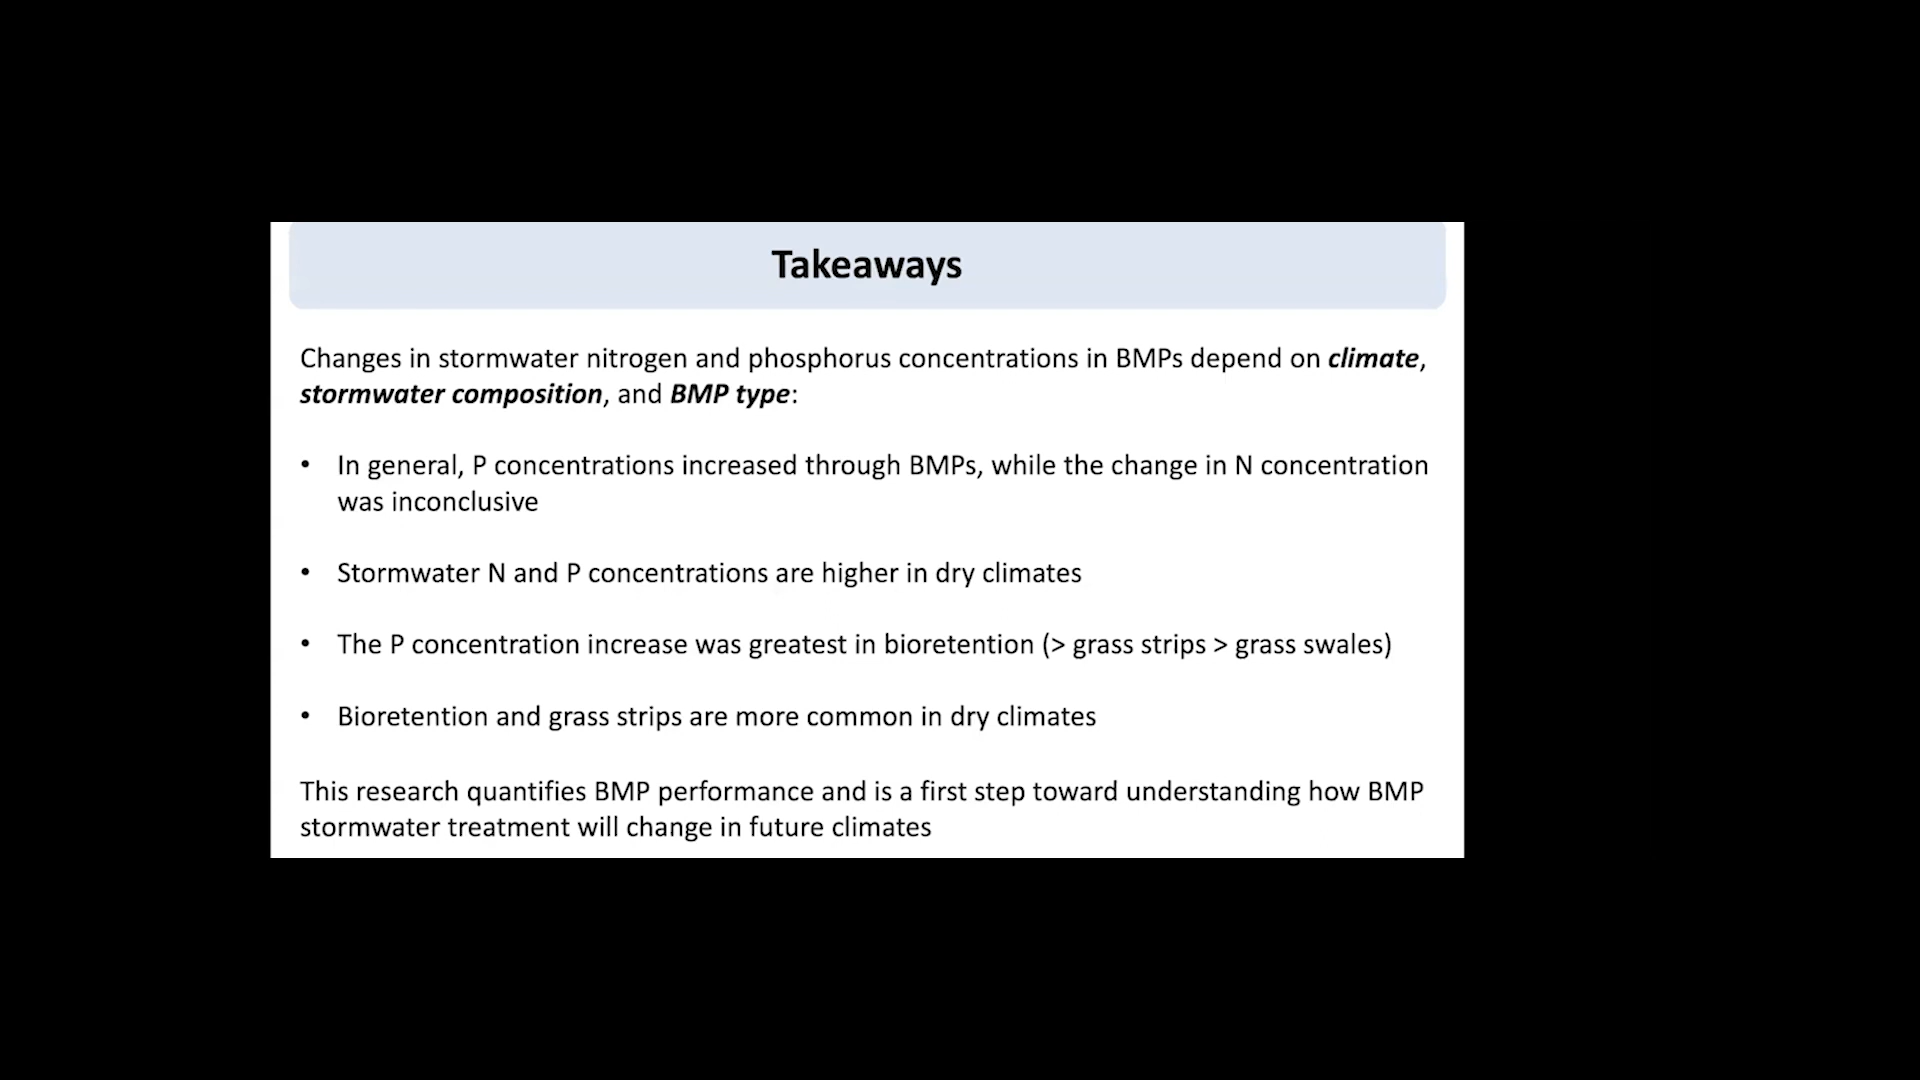 Takeaways
Changes in stormwater nitrogen and phosphorus concentrations in BMPs depend on climate,
stormwater composition, and BMP type:
• In general, P concentrations increased through BMPs, while the change in N concentration
was inconclusive
• Stormwater N and P concentrations are higher in dry climates
• The P concentration increase was greatest in bioretention (> grass strips > grass swales)
• Bioretention and grass strips are more common in dry climates
This research quantifies BMP performance and is a first step toward understanding how BMP
stormwater treatment will change in future climates